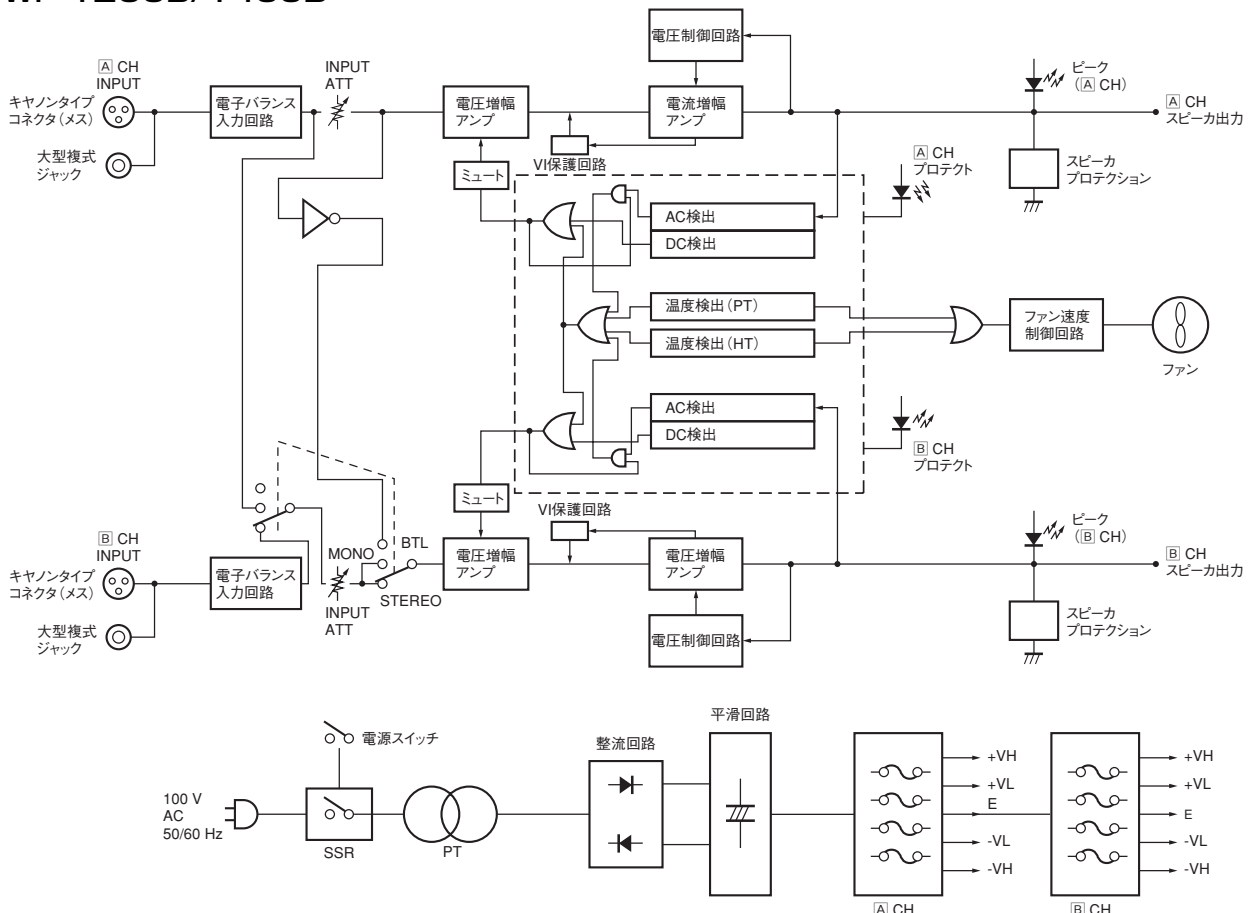 電圧制御回路
A CH
INPUT
INPUT
ATT
ピーク
(A CH)
キヤノンタイプ
コネクタ(メス)
電子バランス
入力回路
電圧増幅
アンプ
電流増幅
アンプ
A CH
スピーカ出力
大型複式
ジャック
VI保護回路
ミュート
A CH
プロテクト
スピーカ
プロテクション
AC検出
DC検出
温度検出(PT)
温度検出(HT)
ファン速度
制御回路
ファン
AC検出
DC検出
B CH
プロテクト
ミュート
VI保護回路
ピーク
(B CH)
B CH
INPUT
MONO
BTL
キヤノンタイプ
コネクタ(メス)
電子バランス
入力回路
電圧増幅
アンプ
電圧増幅
アンプ
B CH
スピーカ出力
STEREO
INPUT
ATT
大型複式
ジャック
電圧制御回路
スピーカ
プロテクション
平滑回路
電源スイッチ
整流回路
100 V
AC
50/60 Hz
SSR
PT
+VH
+VL
E
-VL
-VH
+VH
+VL
E
-VL
-VH
A CH
B CH